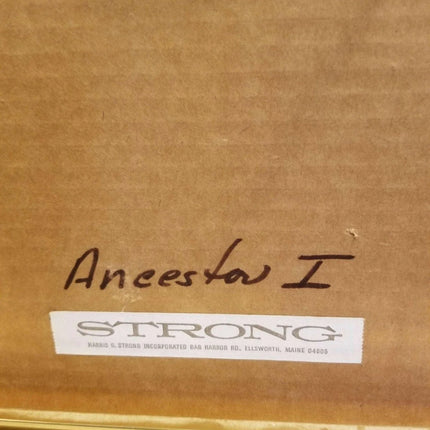 Ancestor I
STRONG
HARRIS G. STRONG INCORPORATED BAR HARBOR RD., ELLSWORTH, MAINE 04605